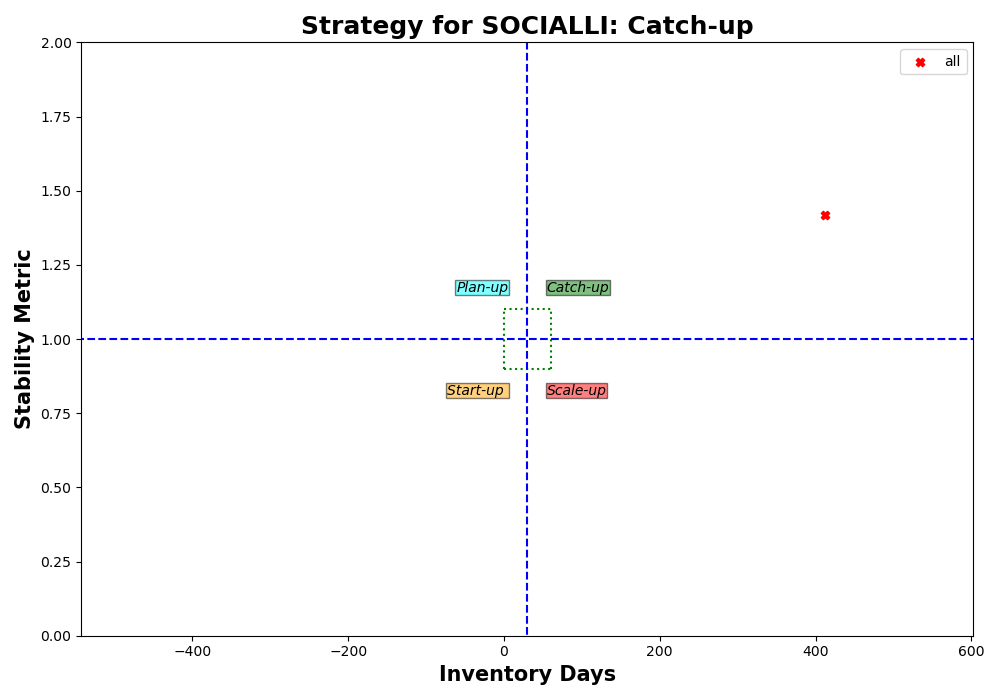 Strategy for SOCIALLI: Catch-up
2.00
1.75
1.50
1.25
1.00
0.75
0.50
0.25
0.00
Stability Metric
all
Plan-up
Catch-up
Start-up
Scale-up
−400
−200
0
200
400
600
Inventory Days